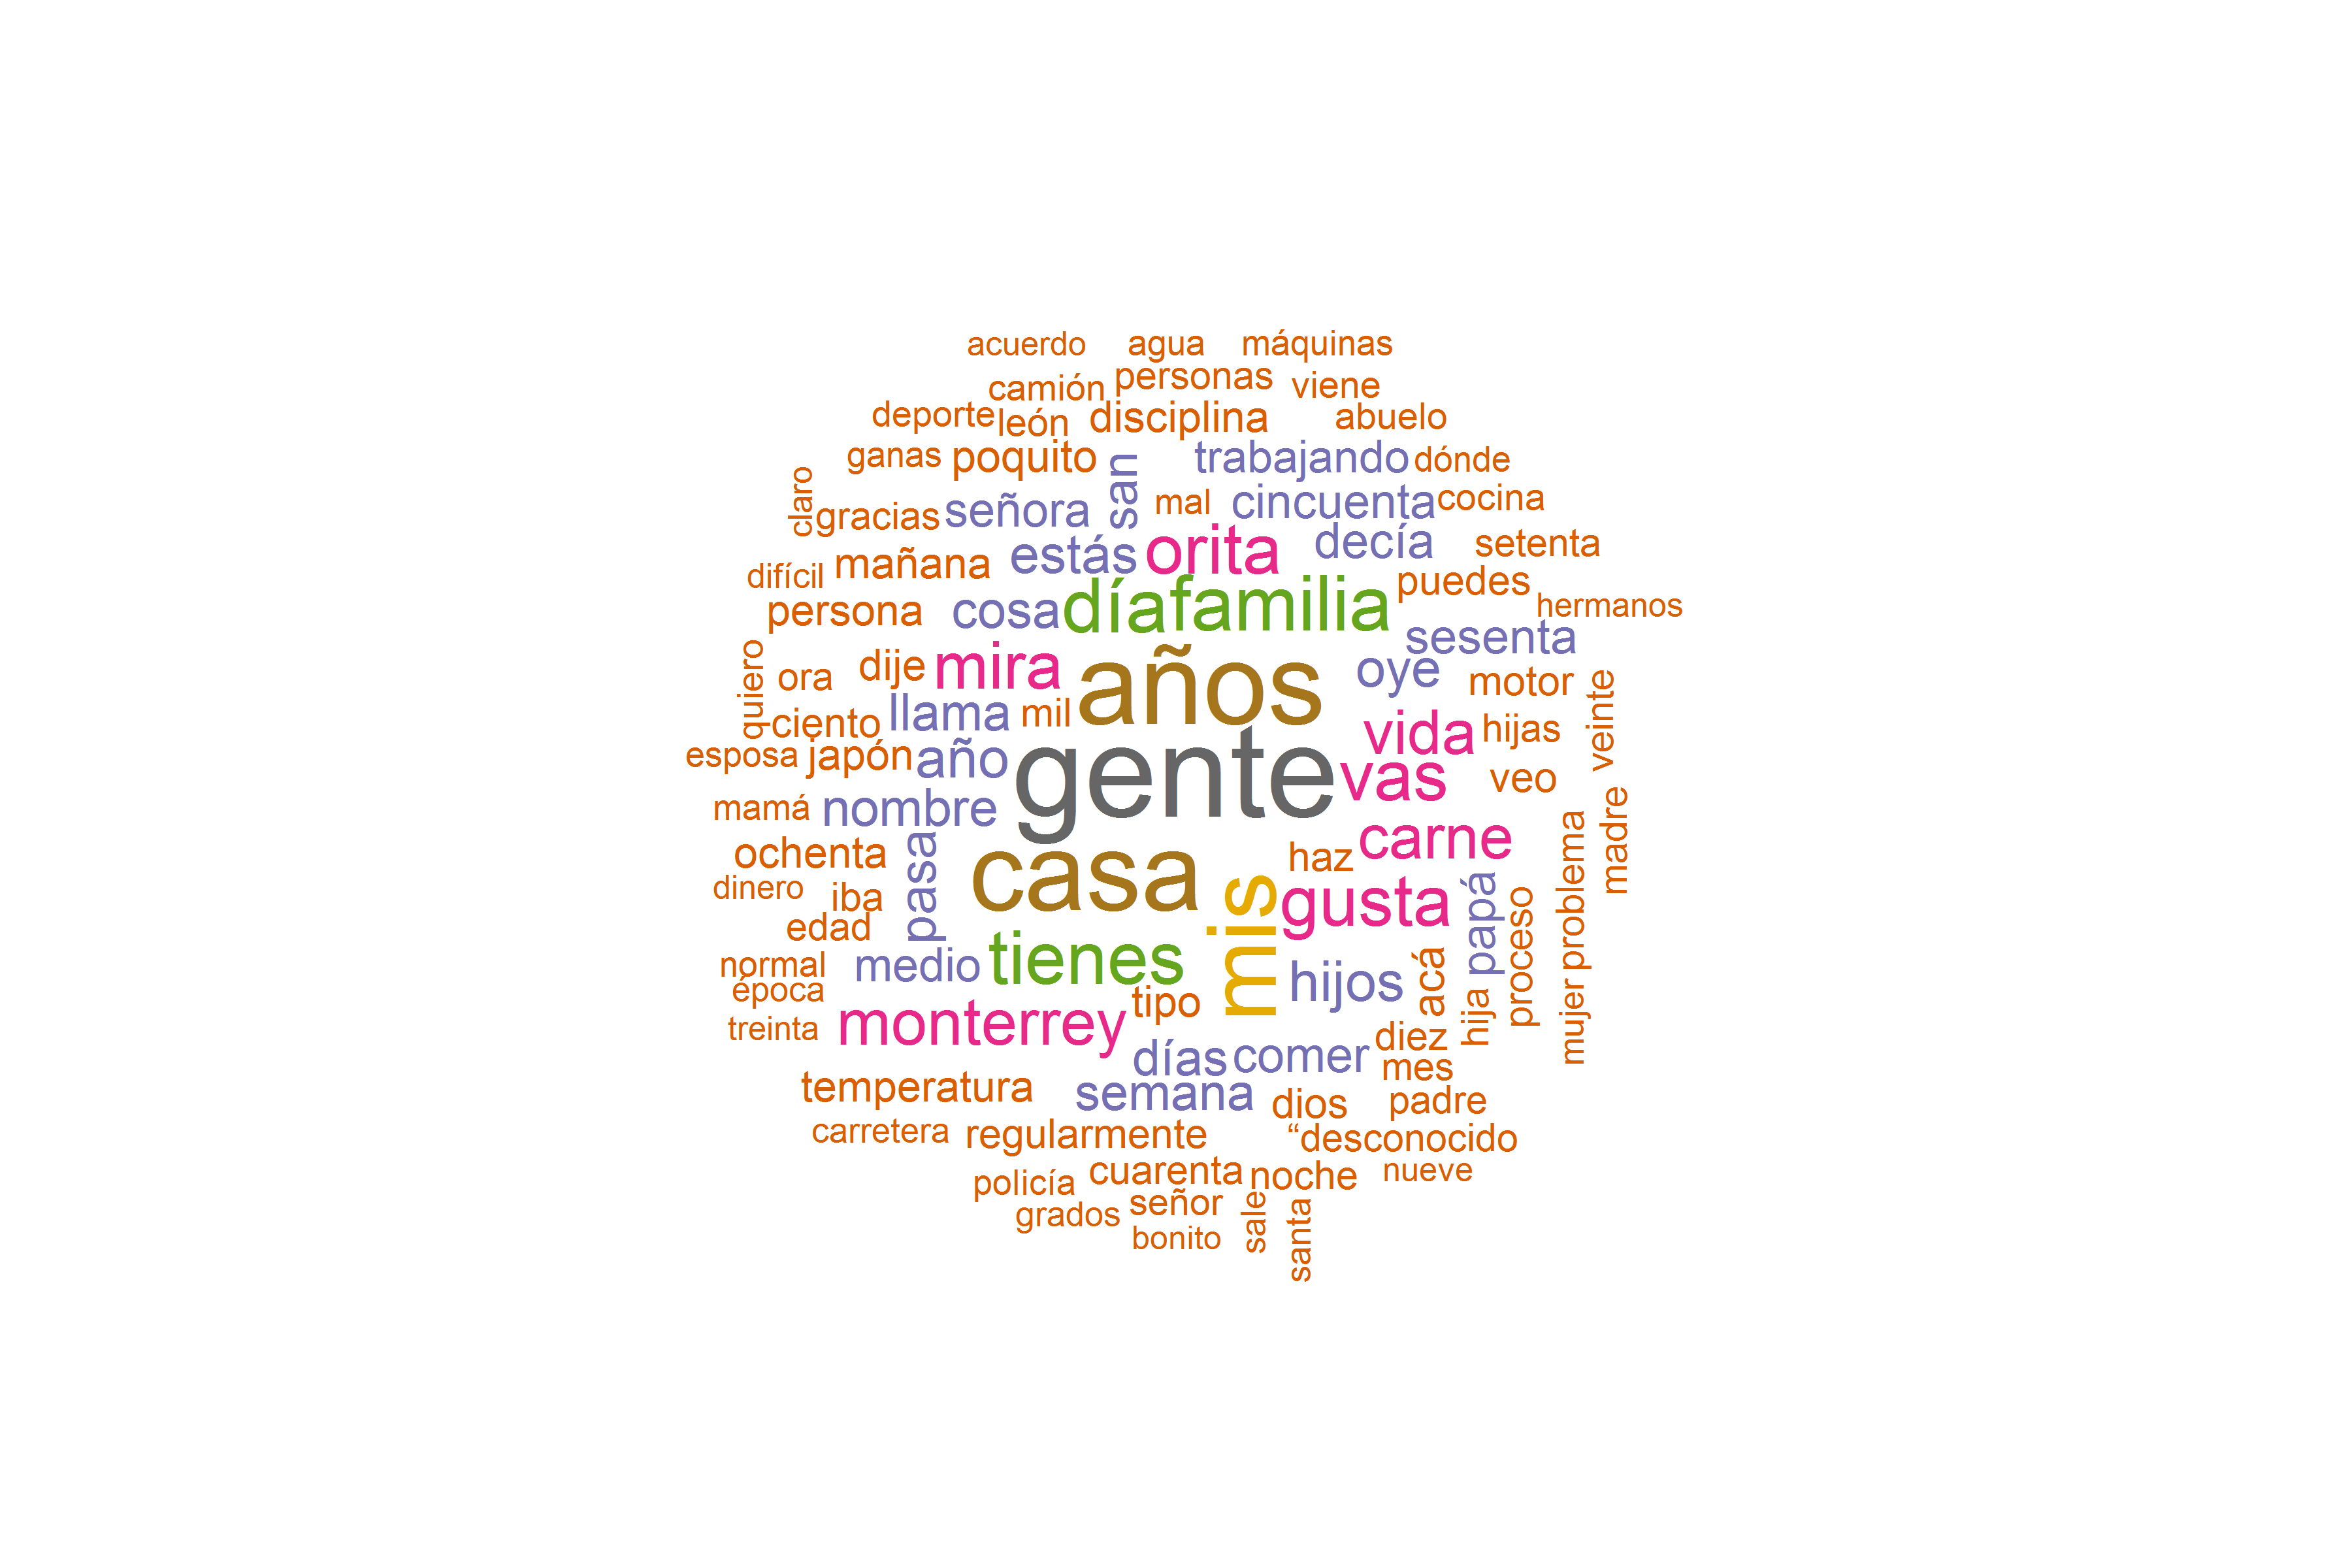 acuerdo agua máquinas
camión personas viene
deporte león disciplina abuelo
ganas poquito san trabajando dónde
claro gracias señora mal cincuenta cocina
difícil mañana estás orita decía setenta
persona cosa día familia puedes hermanos
quiero ora dije mira años oye sesenta
ciento llama mil motor veinte
esposa japón año gente vida hijas
vas veo
mamá nombre
ochenta pasa casa haz carne problema madre
dinero iba mis gusta papá proceso
edad
normal medio tienes hijos acá
época tipo
treinta monterrey diez hija mujer
días comer mes
temperatura semana dios padre
carretera regularmente “desconocido
policía cuarenta noche nueve
grados señor sale santa
bonito